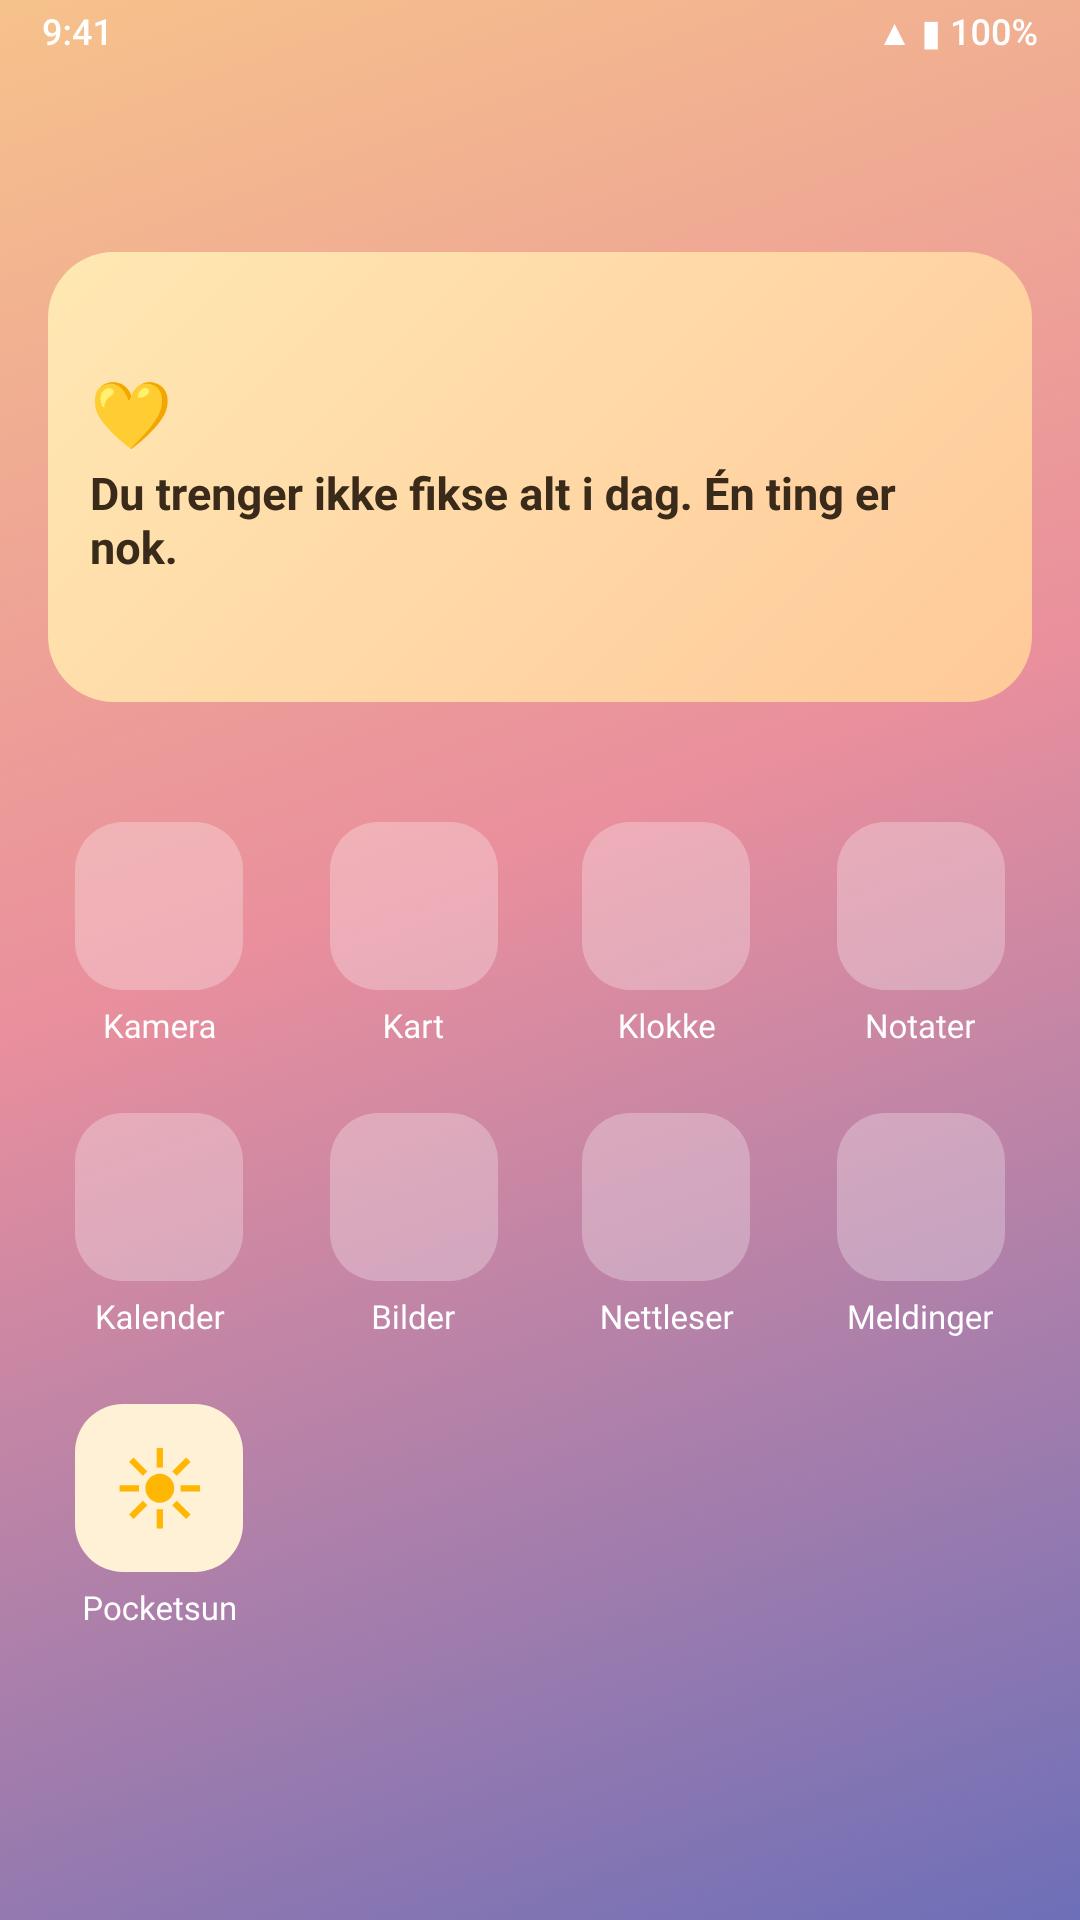 9:41 100%
Du trenger ikke fikse alt i dag. Én ting er
nok.
Kamera Kart Klokke Notater
Kalender Bilder Nettleser Meldinger
Pocketsun